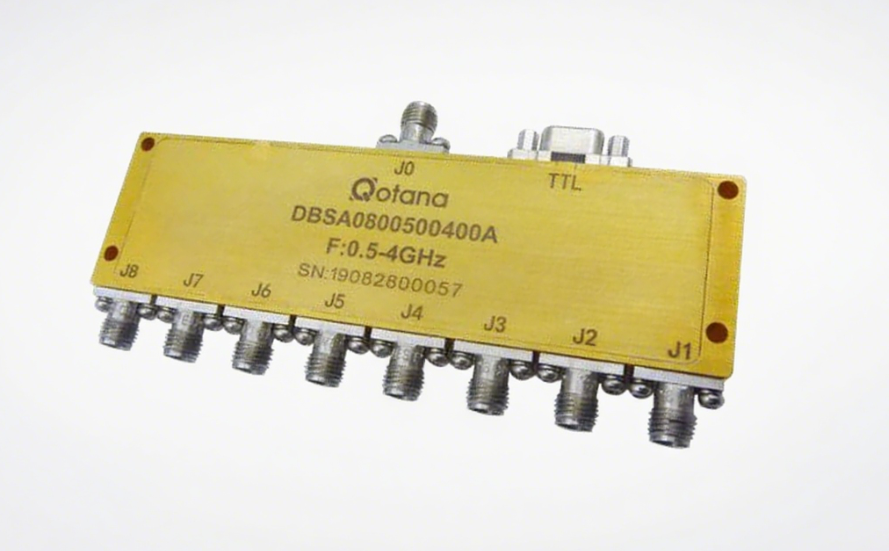 J0
TTL
Qotana
DBSA0800500400A
F:0.5-4GHz
SN:19082800057
J8
J7
J6
J5
J4
J3
J2
J1